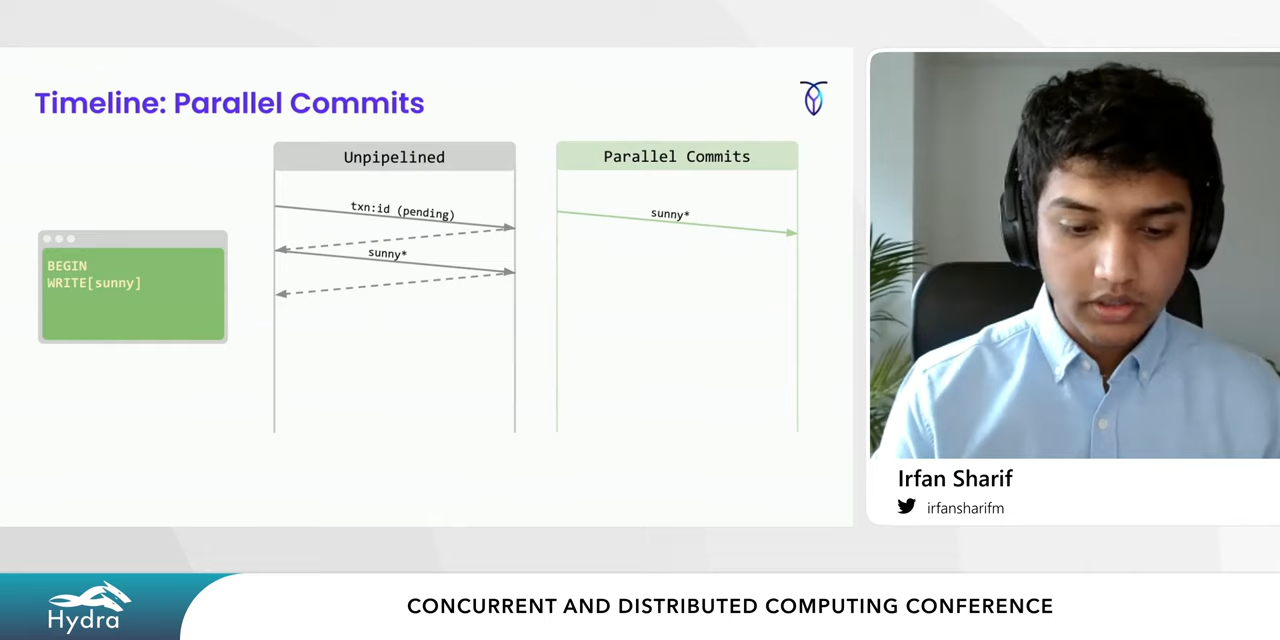 Timeline: Parallel Commits
Unpipelined
Parallel Commits
txn:id (pending)
sunny*
sunny*
BEGIN
WRITE[sunny]
Irfan Sharif
irfansharifm
Hydra
CONCURRENT AND DISTRIBUTED COMPUTING CONFERENCE